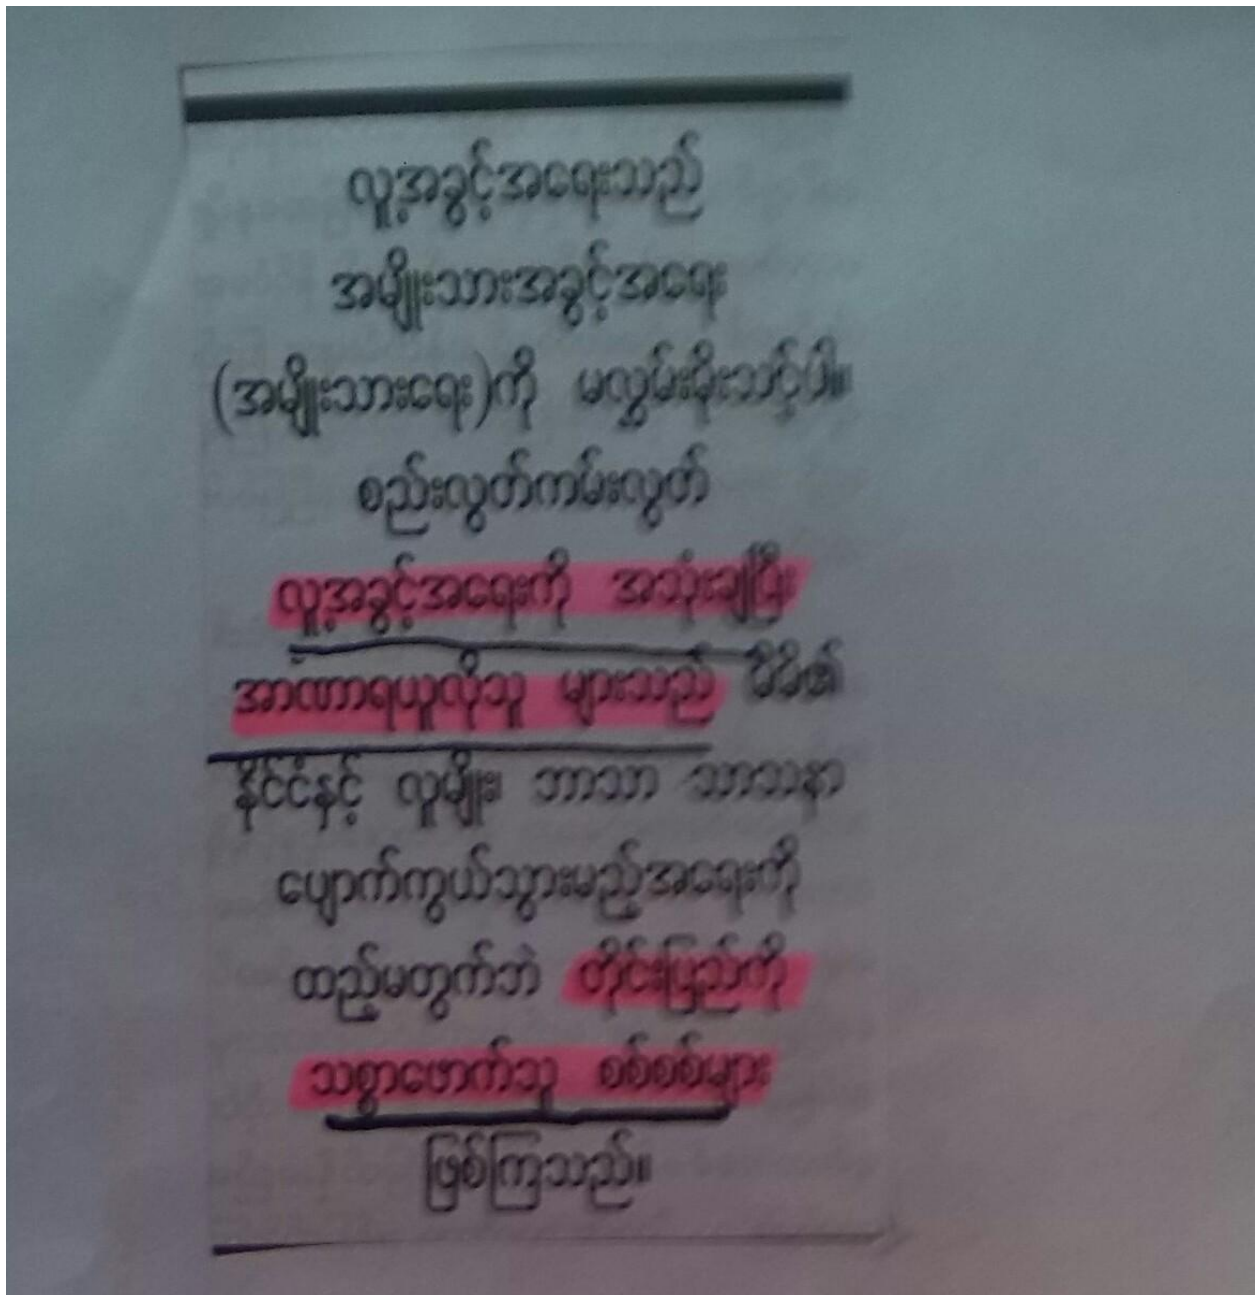 လူ့အခွင့်အရေးသည်
အမျိုးသားအခွင့်အရေး
(အမျိုးသားရေး)ကို မလွှမ်းမိုးသင့်ပါ။
စည်းလွတ်ကမ်းလွတ်
လူ့အခွင့်အရေးကို အသုံးချပြီး
အာဏာရယူလိုသူ များသည် မိမိ၏
နိုင်ငံနှင့် လူမျိုး၊ ဘာသာ သာသနာ
ပျောက်ကွယ်သွားမည့်အရေးကို
ထည့်မတွက်ဘဲ တိုင်းပြည်ကို
သစ္စာဖောက်သူ စစ်စစ်များ
ဖြစ်ကြသည်။